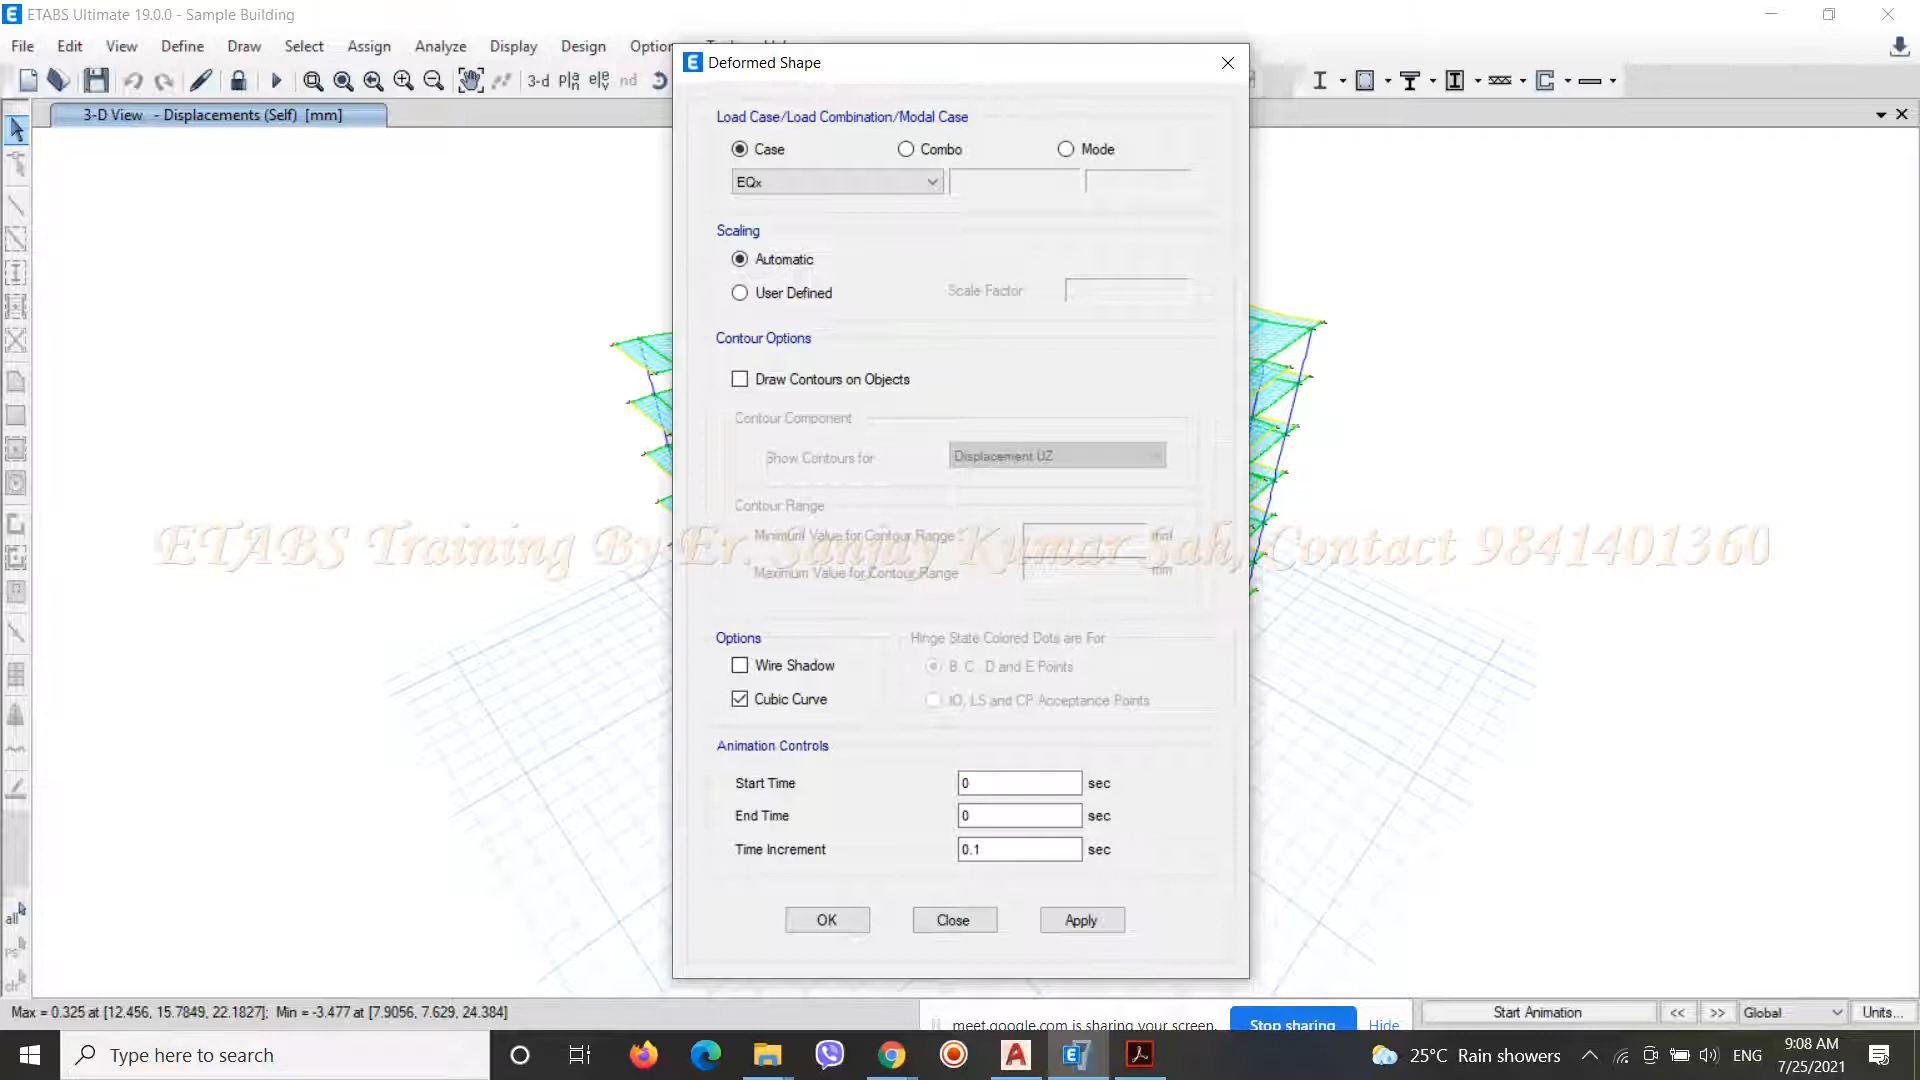 ETABS Ultimate 19.0.0 - Sample Building
File Edit View Define Draw Select Assign Analyze Display Design
Deformed Shape
3-d
nd
3-D View - Displacements (Self) [mm]
Load Case/Load Combination/Modal Case
Case Combo Mode
EQx
Scaling
Automatic
User Defined Scale Factor
Contour Options
Draw Contours on Objects
Contour Component
Show Contours for Displacement UZ
Contour Range
Minimum Value for Contour Range
Maximum Value for Contour Range mm
ETABS Training By Er. Sanjay Kumar Sah, Contact 9841401360
Options Hinge State Colored Dots are For
Wire Shadow B, C, D and E Points
Cubic Curve IO, LS and CP Acceptance Points
Animation Controls
Start Time 0 sec
End Time 0 sec
Time Increment 0.1 sec
OK Close Apply
all
ps
clr
Max = 0.325 at [12.456, 15.7849, 22.1827]; Min = -3.477 at [7.9056, 7.629, 24.384]
meet.google.com is sharing your screen. Stop sharing Hide
Start Animation << >> Global Units...
Type here to search
25°C Rain showers ENG
9:08 AM
7/25/2021